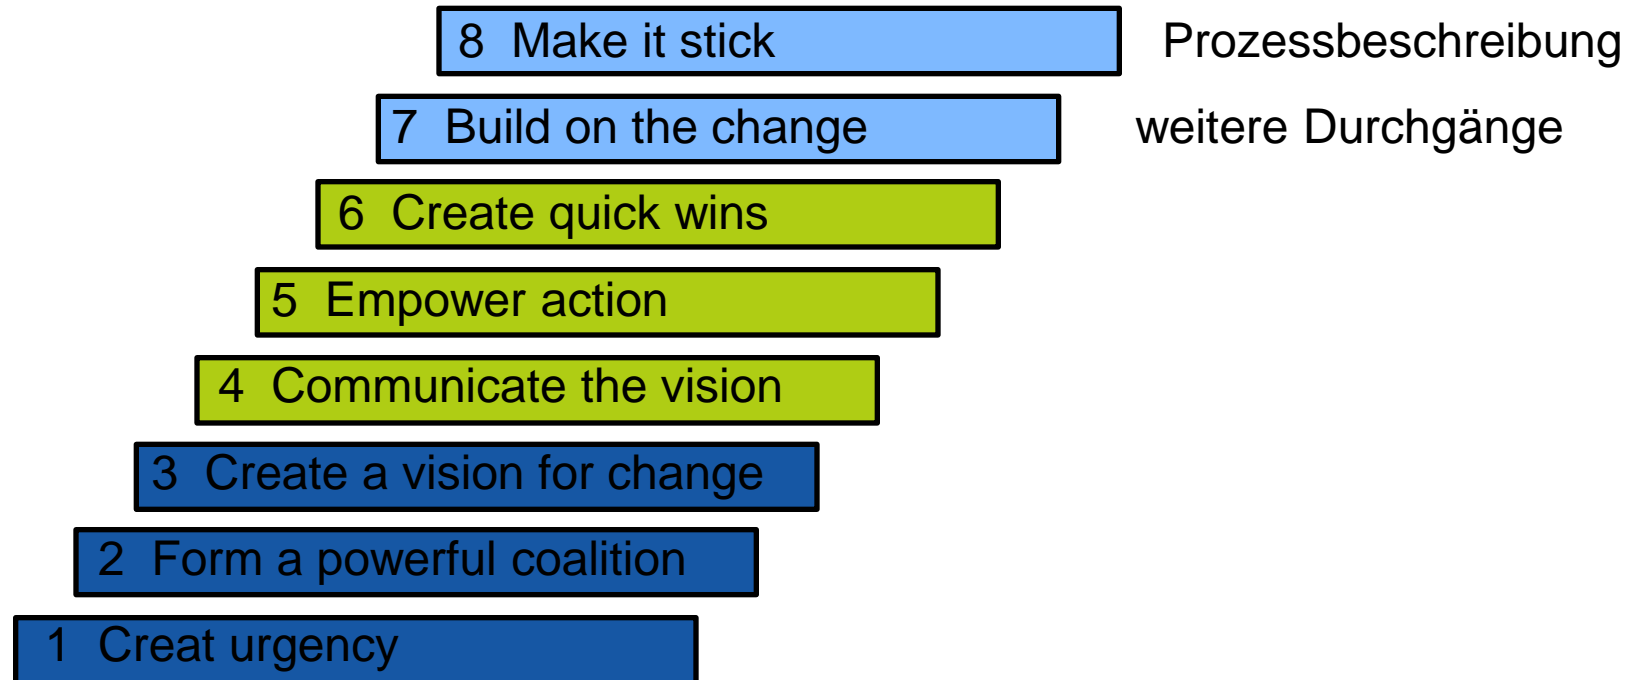 8 Make it stick Prozessbeschreibung
7 Build on the change weitere Durchgänge
6 Create quick wins
5 Empower action
4 Communicate the vision
3 Create a vision for change
2 Form a powerful coalition
1 Creat urgency